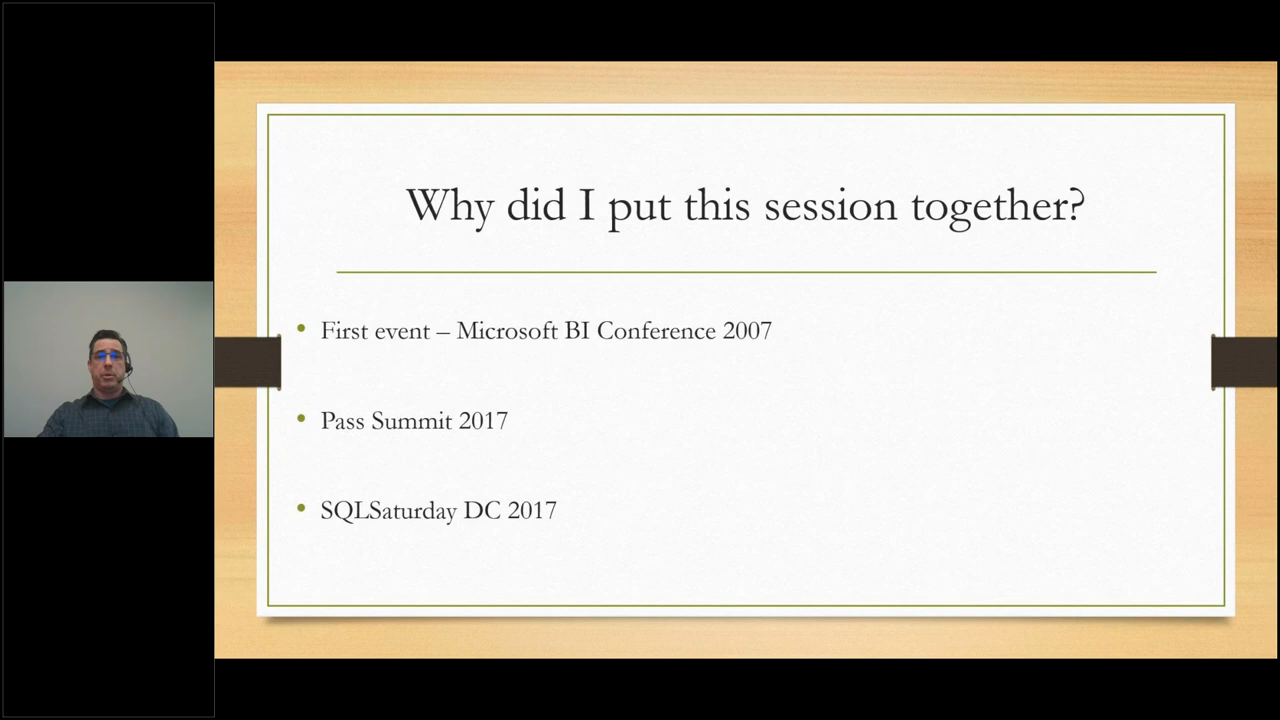 Why did I put this session together?
• First event – Microsoft BI Conference 2007
• Pass Summit 2017
• SQLSaturday DC 2017